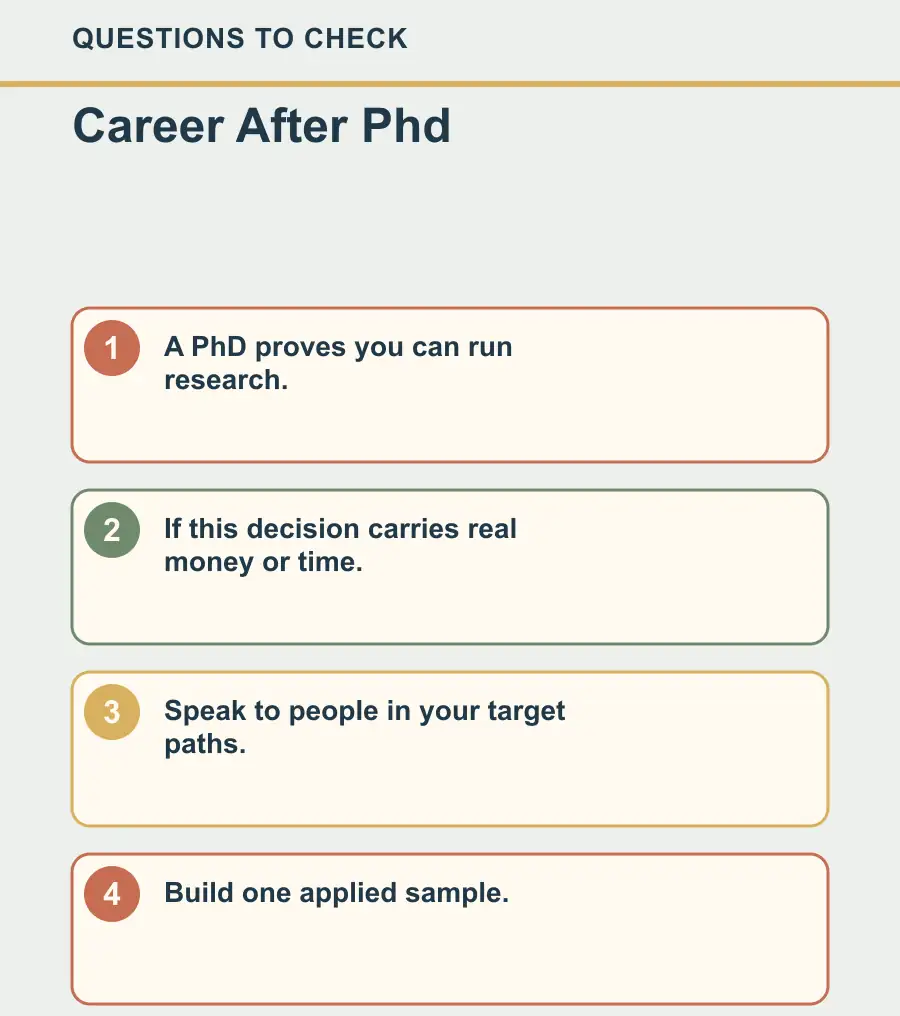 QUESTIONS TO CHECK
Career After Phd
1
A PhD proves you can run
research.
2
If this decision carries real
money or time.
3
Speak to people in your target
paths.
4
Build one applied sample.